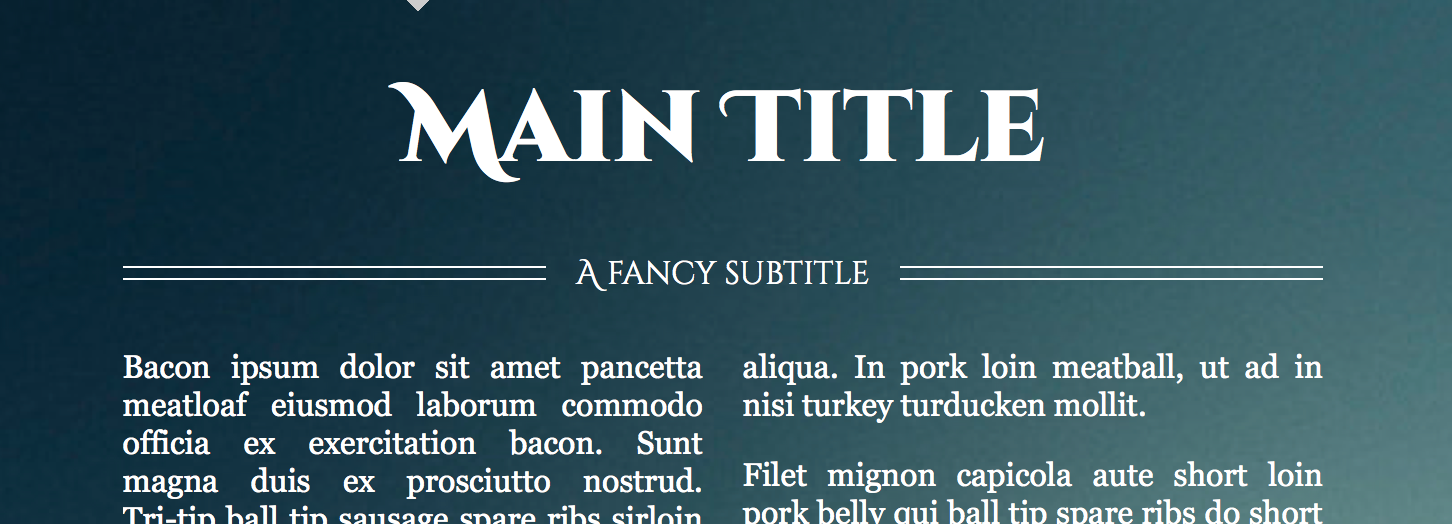 Main Title
A fancy subtitle
Bacon ipsum dolor sit amet pancetta
meatloaf eiusmod laborum commodo
officia ex exercitation bacon. Sunt
magna duis ex prosciutto nostrud.
Tri-tip ball tip sausage spare ribs sirloin
aliqua. In pork loin meatball, ut ad in
nisi turkey turducken mollit.
Filet mignon capicola aute short loin
pork belly qui ball tip spare ribs do short